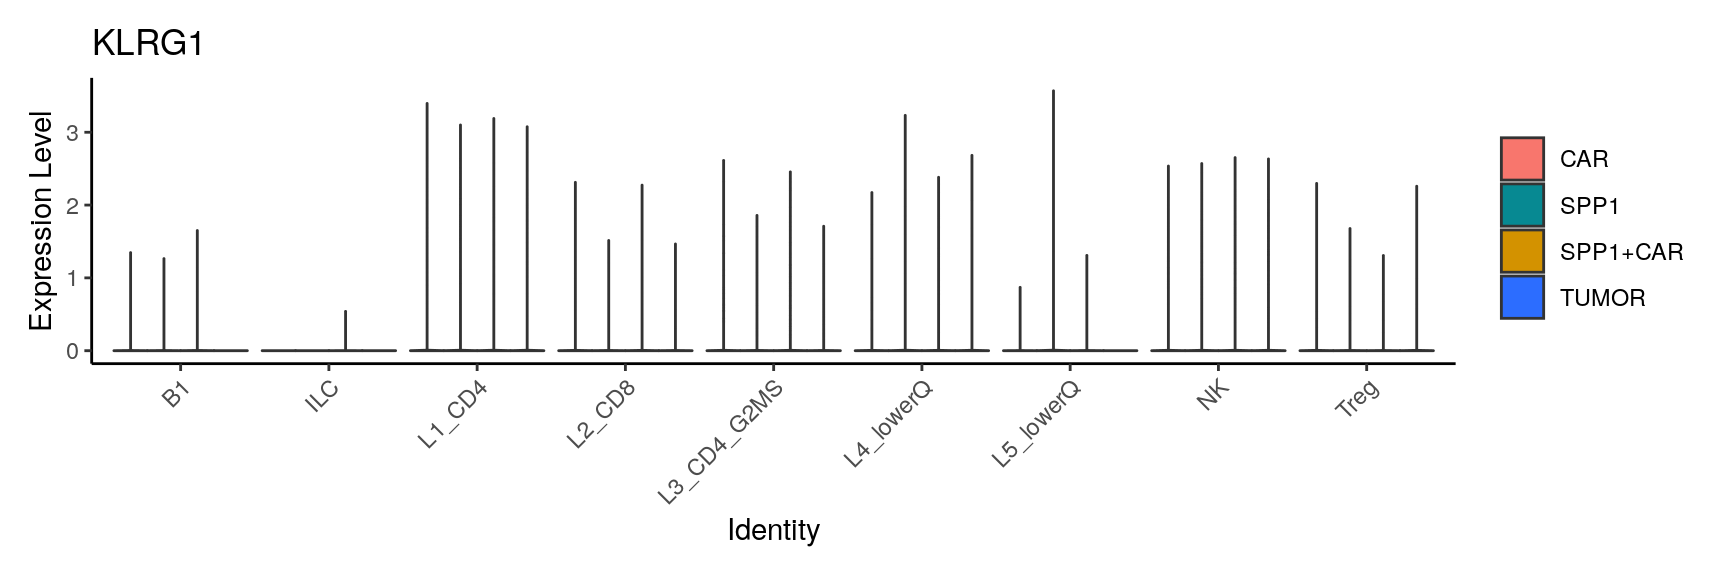 KLRG1
Expression Level
3
2
1
0
B1
ILC
L1_CD4
L2_CD8
L3_CD4_G2MS
L4_lowerQ
L5_lowerQ
NK
Treg
Identity
CAR
SPP1
SPP1+CAR
TUMOR